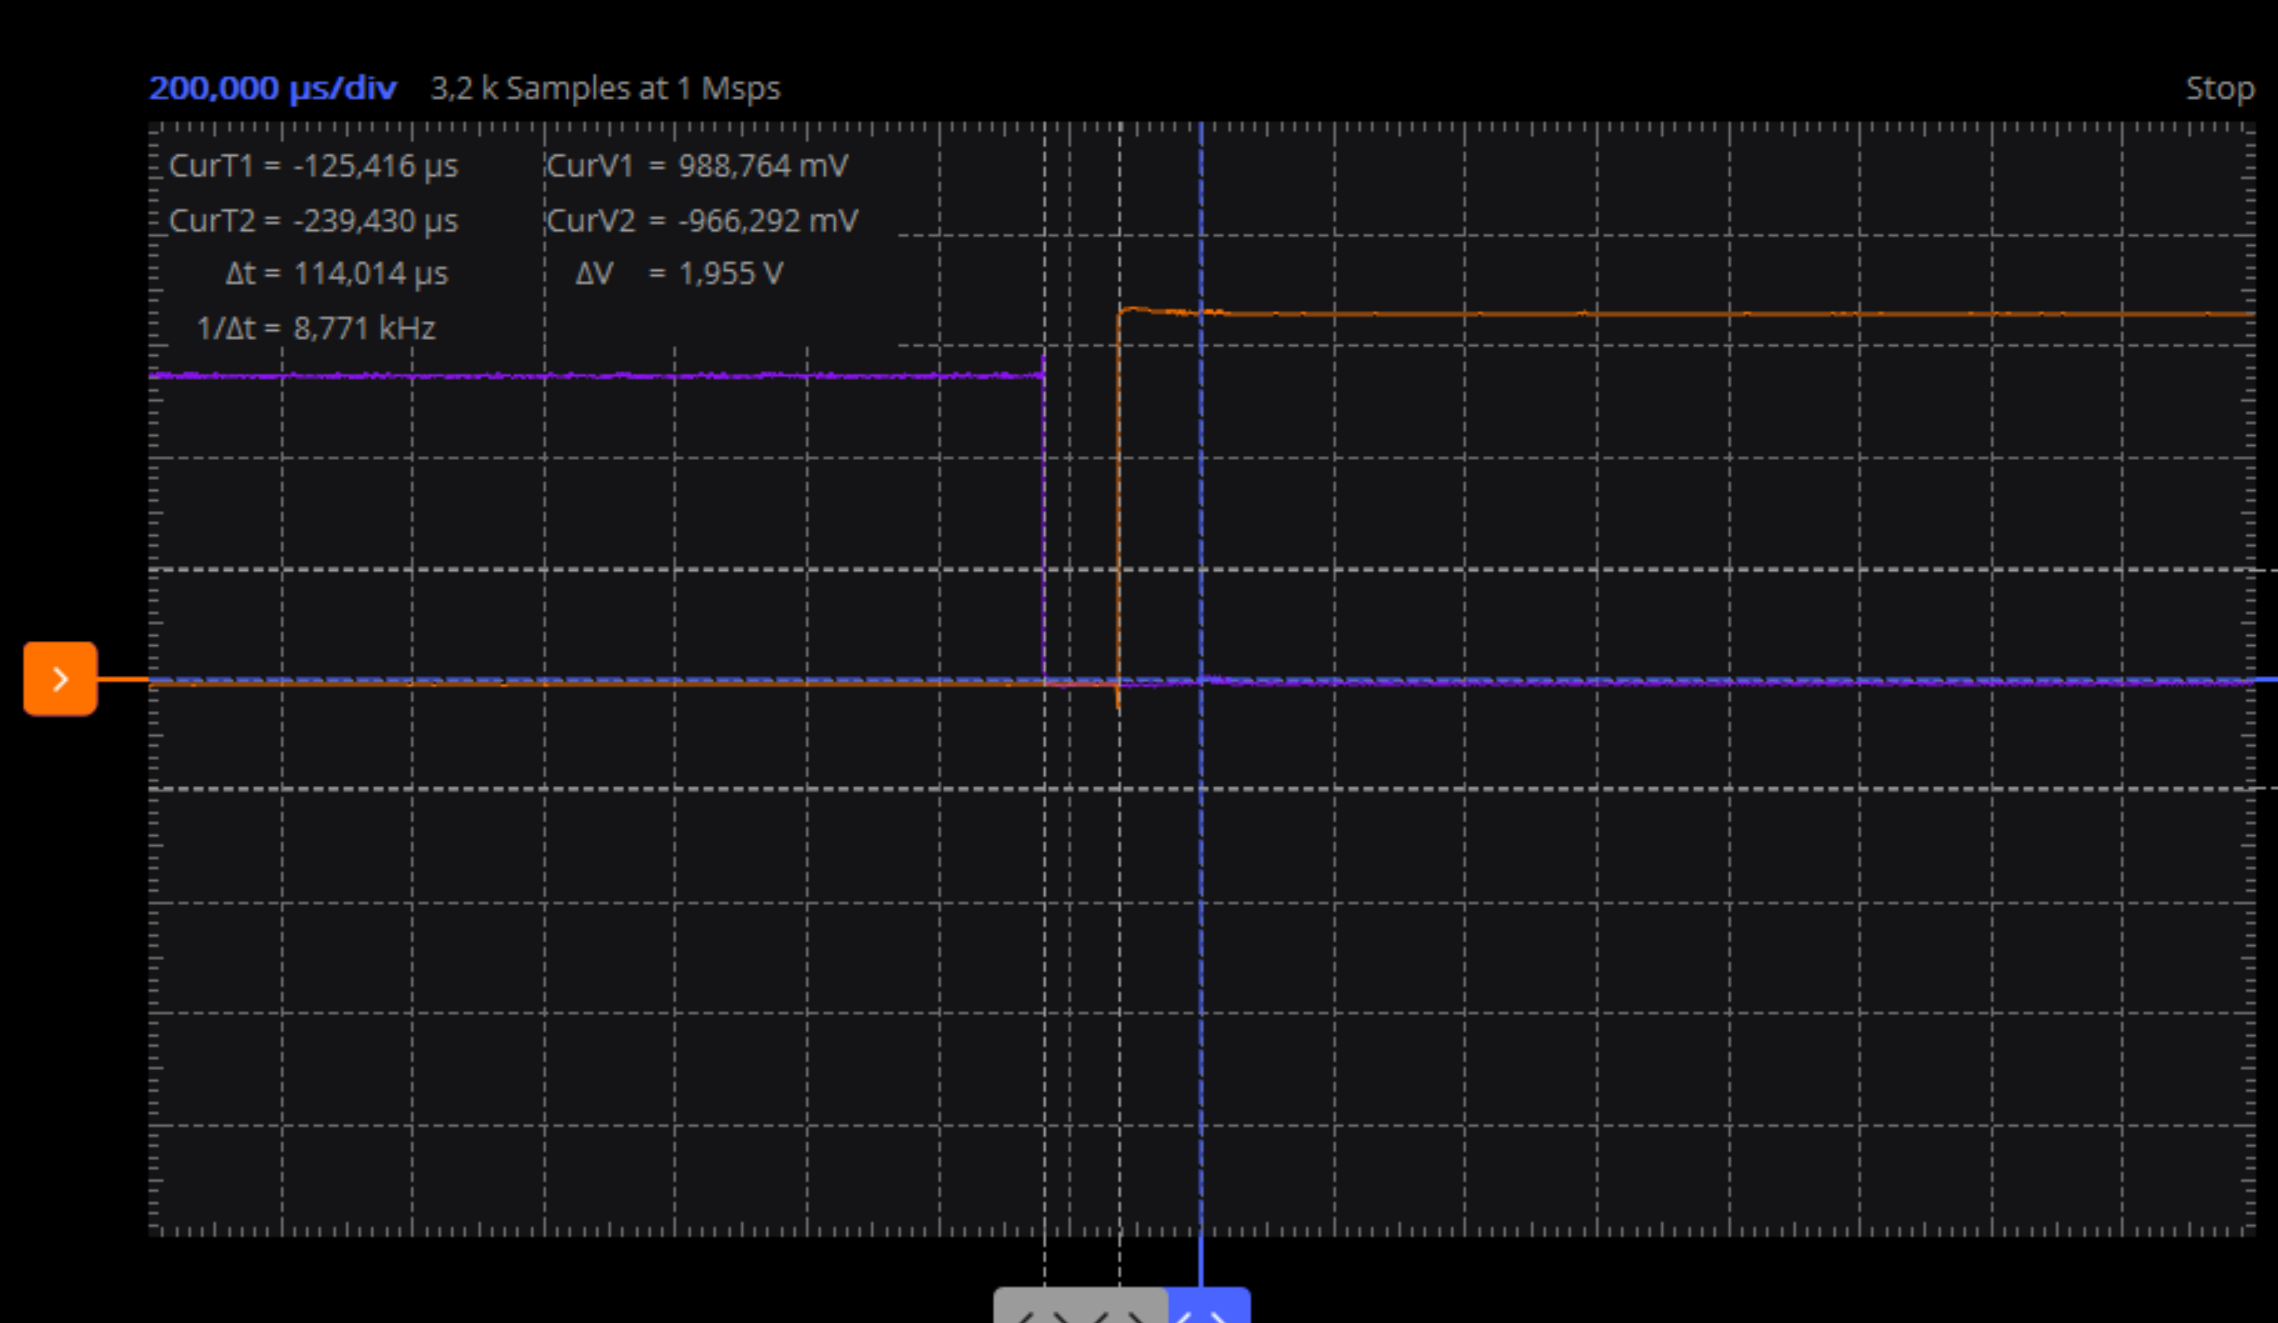 200,000 µs/div 3,2 k Samples at 1 Msps Stop
CurT1 = -125,416 µs CurV1 = 988,764 mV
CurT2 = -239,430 µs CurV2 = -966,292 mV
Δt = 114,014 µs ΔV = 1,955 V
1/Δt = 8,771 kHz